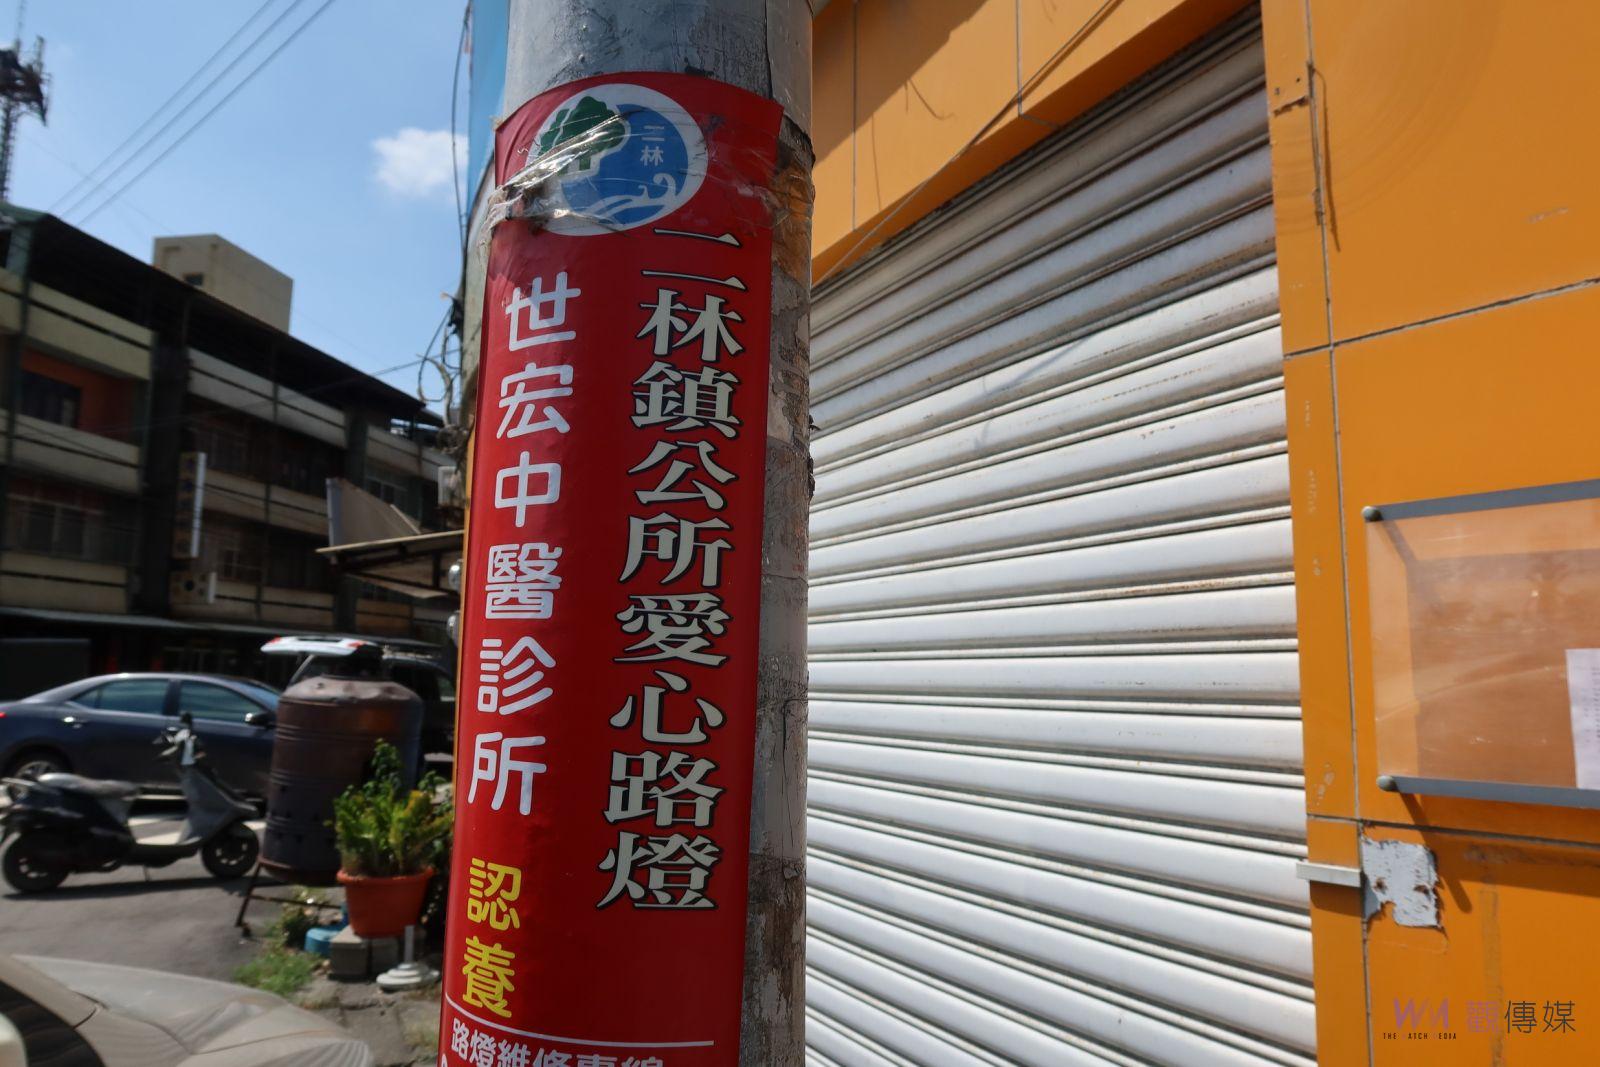 二林
二林鎮公所愛心路燈
世宏中醫診所 認養
路燈維修專線
WM 觀傳媒
THE WATCH MEDIA